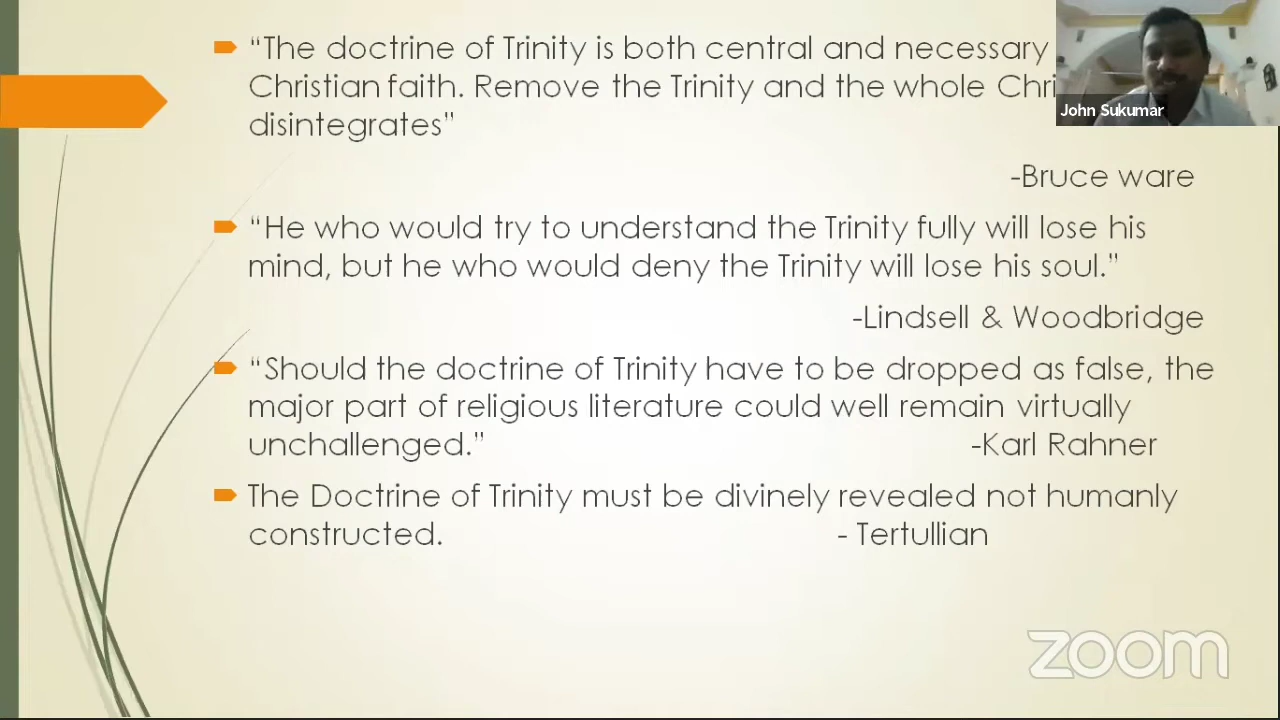 “The doctrine of Trinity is both central and necessary
Christian faith. Remove the Trinity and the whole Chri
disintegrates”
John Sukumar
-Bruce ware
“He who would try to understand the Trinity fully will lose his
mind, but he who would deny the Trinity will lose his soul.”
-Lindsell & Woodbridge
“Should the doctrine of Trinity have to be dropped as false, the
major part of religious literature could well remain virtually
unchallenged.” -Karl Rahner
The Doctrine of Trinity must be divinely revealed not humanly
constructed. - Tertullian
zoom